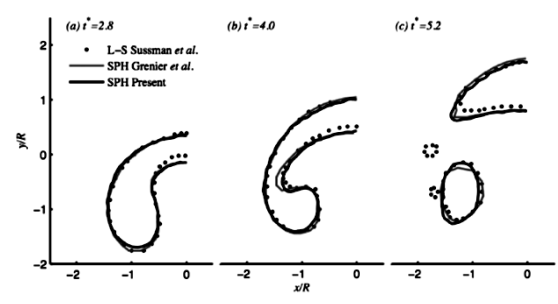 (a) t*=2.8
(b) t*=4.0
(c) t*=5.2
L-S Sussman et al.
SPH Grenier et al.
SPH Present
y/R
2
1
0
-1
-2
-2 -1 0 -2 -1 0 -2 -1 0
x/R